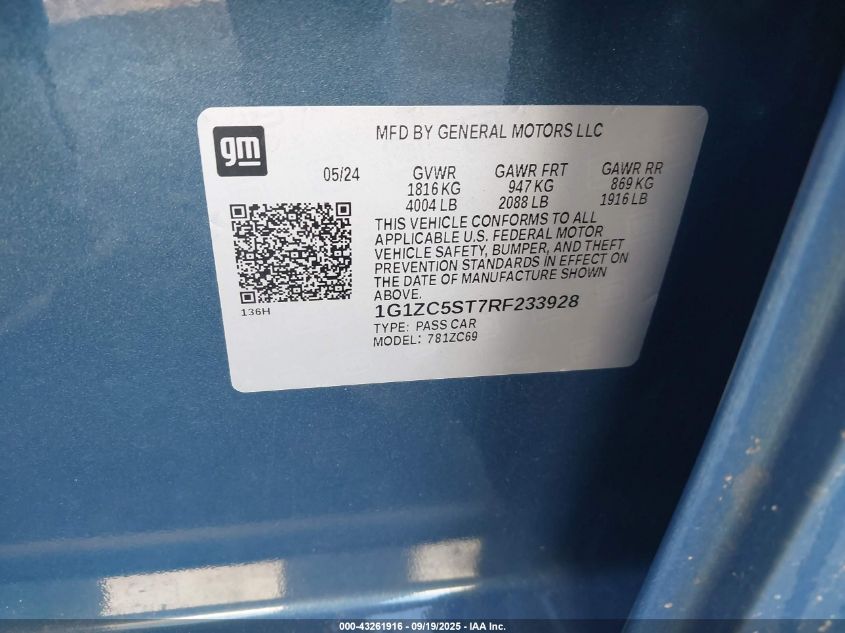 gm
MFD BY GENERAL MOTORS LLC
05/24 GVWR GAWR FRT GAWR RR
1816 KG 947 KG 869 KG
4004 LB 2088 LB 1916 LB
THIS VEHICLE CONFORMS TO ALL
APPLICABLE U.S. FEDERAL MOTOR
VEHICLE SAFETY, BUMPER, AND THEFT
PREVENTION STANDARDS IN EFFECT ON
THE DATE OF MANUFACTURE SHOWN
ABOVE.
136H
1G1ZC5ST7RF233928
TYPE: PASS CAR
MODEL: 781ZC69
000-43261916 - 09/19/2025 - IAA Inc.